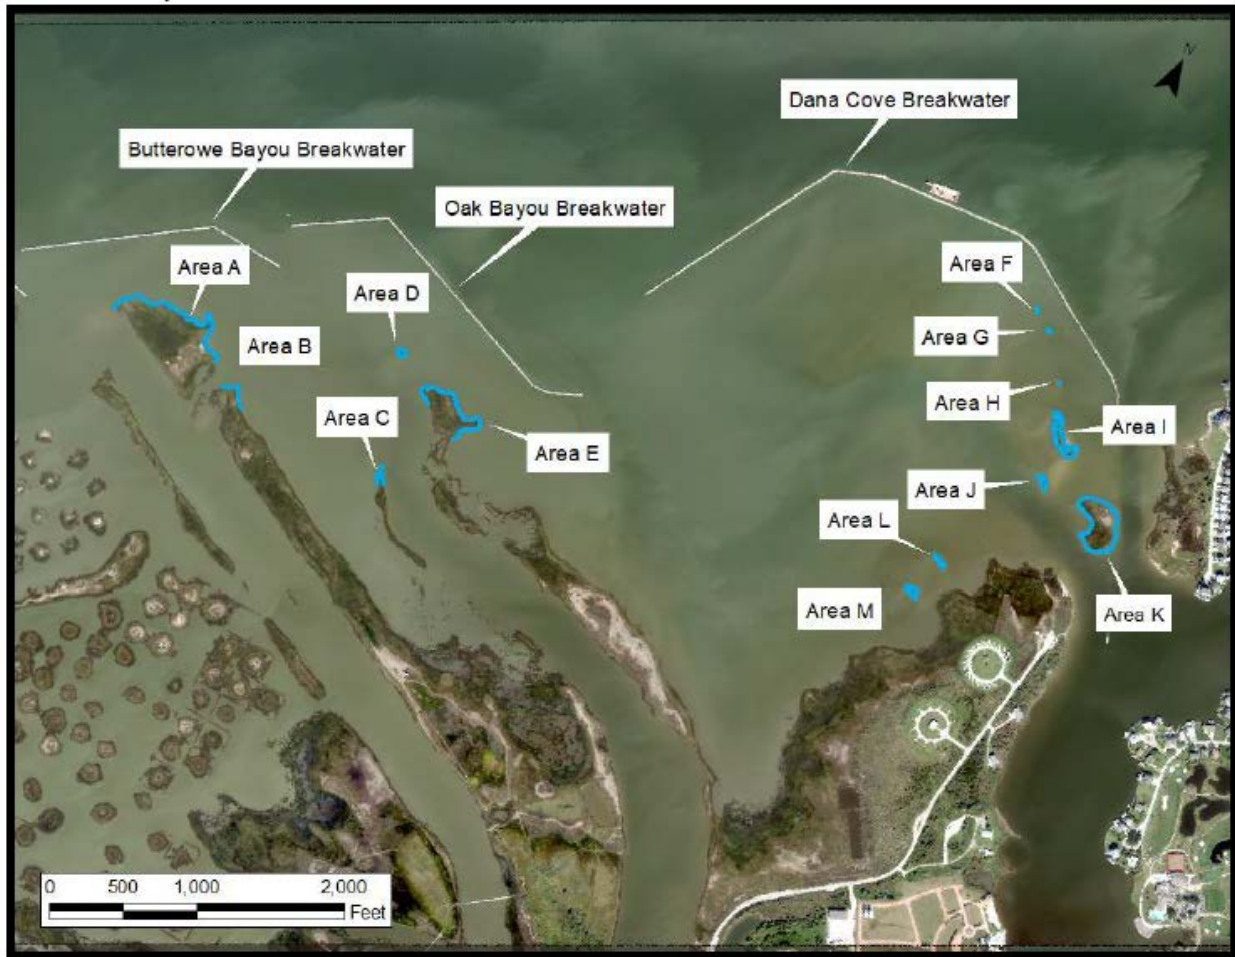 N
Dana Cove Breakwater
Butterowe Bayou Breakwater
Oak Bayou Breakwater
Area A
Area D
Area B
Area C
Area E
Area F
Area G
Area H
Area I
Area J
Area L
Area M
Area K
0 500 1,000 2,000
Feet